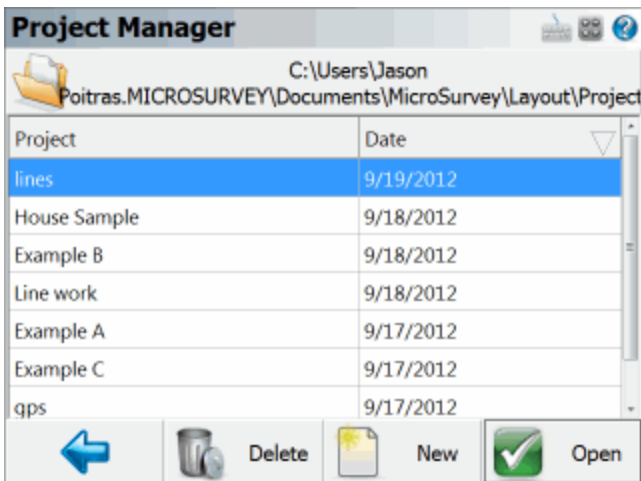 Project Manager
C:\Users\Jason
Poitras.MICROSURVEY\Documents\MicroSurvey\Layout\Project
Project Date
lines 9/19/2012
House Sample 9/18/2012
Example B 9/18/2012
Line work 9/18/2012
Example A 9/17/2012
Example C 9/17/2012
gps 9/17/2012
Delete New Open